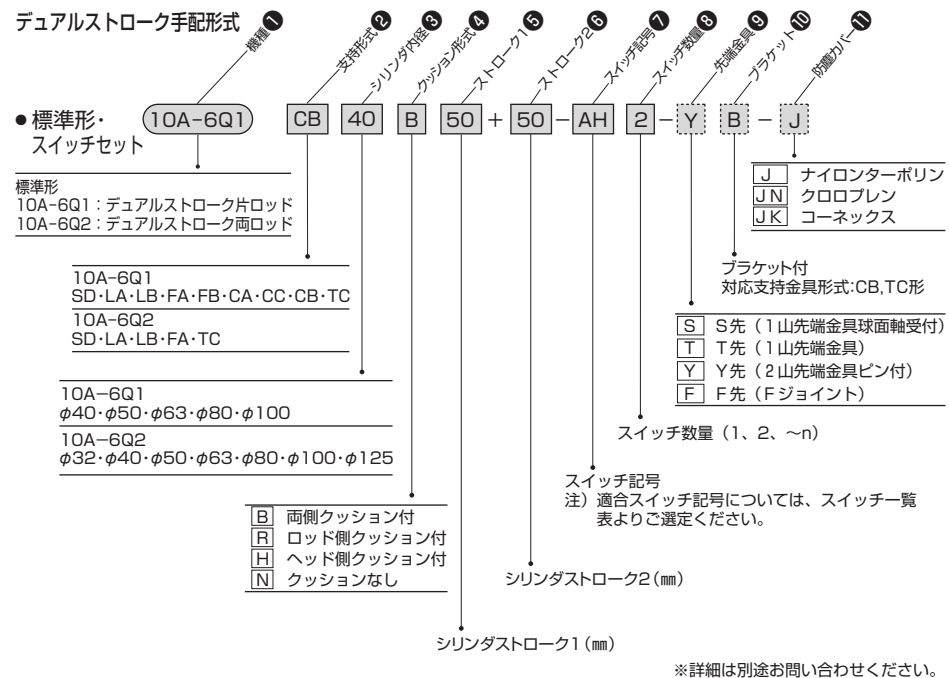 デュアルストローク手配形式
機種❶
支持形式❷
シリンダ内径❸
クッション形式❹
ストローク1❺
ストローク2❻
スイッチ記号❼
スイッチ数量❽
先端金具❾
ブラケット❿
防塵カバー⓫
●標準形・
スイッチセット
10A-6Q1 CB 40 B 50 + 50 - AH 2 - Y B - J
標準形
10A-6Q1：デュアルストローク片ロッド
10A-6Q2：デュアルストローク両ロッド
J ナイロンターポリン
JN クロロプレン
JK コーネックス
10A-6Q1
SD・LA・LB・FA・FB・CA・CC・CB・TC
10A-6Q2
SD・LA・LB・FA・TC
ブラケット付
対応支持金具形式:CB,TC形
S S先（1山先端金具球面軸受付）
T T先（1山先端金具）
Y Y先（2山先端金具ピン付）
F F先（Fジョイント）
10A-6Q1
φ40・φ50・φ63・φ80・φ100
10A-6Q2
φ32・φ40・φ50・φ63・φ80・φ100・φ125
スイッチ数量（1、2、～n）
スイッチ記号
注）適合スイッチ記号については、スイッチ一覧
表よりご選定ください。
B 両側クッション付
R ロッド側クッション付
H ヘッド側クッション付
N クッションなし
シリンダストローク2(㎜)
シリンダストローク1(㎜)
※詳細は別途お問い合わせください。